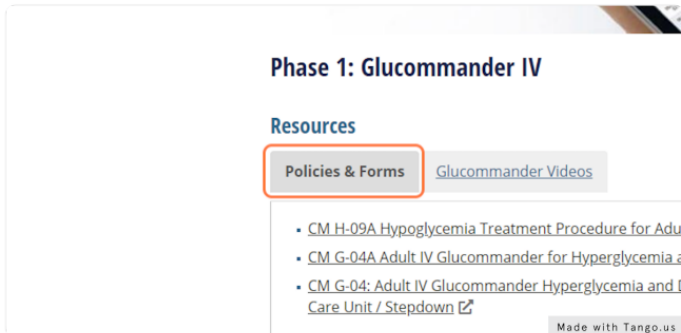 Phase 1: Glucommander IV
Resources
Policies & Forms Glucommander Videos
CM H-09A Hypoglycemia Treatment Procedure for Adu
CM G-04A Adult IV Glucommander for Hyperglycemia a
CM G-04: Adult IV Glucommander Hyperglycemia and D
Care Unit / Stepdown
Made with Tango.us